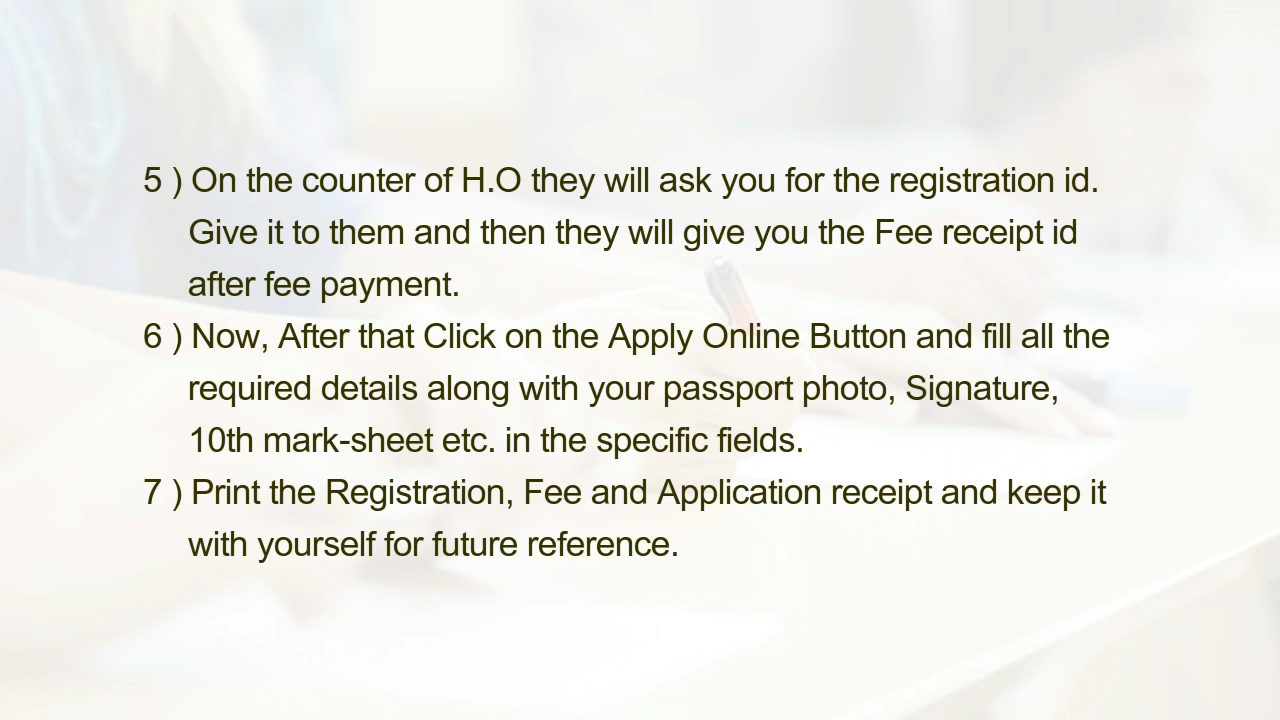 5 ) On the counter of H.O they will ask you for the registration id.
Give it to them and then they will give you the Fee receipt id
after fee payment.
6 ) Now, After that Click on the Apply Online Button and fill all the
required details along with your passport photo, Signature,
10th mark-sheet etc. in the specific fields.
7 ) Print the Registration, Fee and Application receipt and keep it
with yourself for future reference.